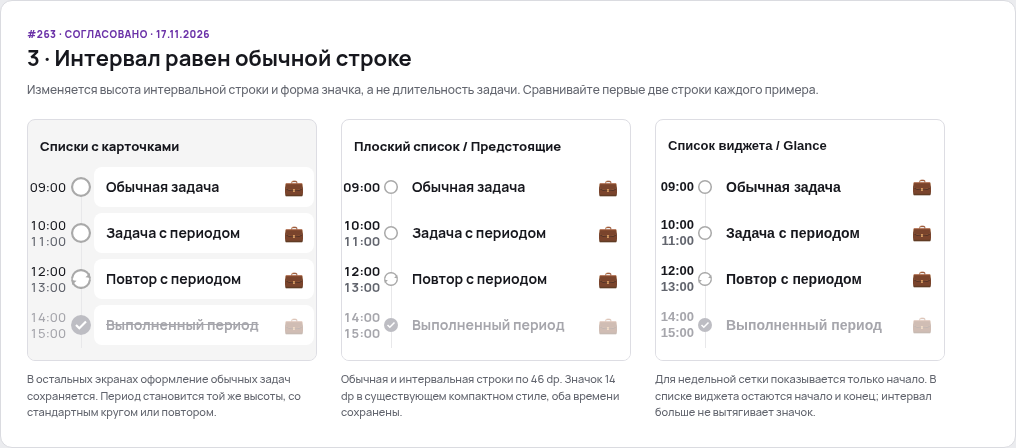 #263 · СОГЛАСОВАНО · 17.11.2026
3 · Интервал равен обычной строке
Изменяется высота интервальной строки и форма значка, а не длительность задачи. Сравнивайте первые две строки каждого примера.
Списки с карточками
09:00 Обычная задача
10:00
11:00
Задача с периодом
12:00
13:00
Повтор с периодом
14:00
15:00
Выполненный период
В остальных экранах оформление обычных задач
сохраняется. Период становится той же высоты, со
стандартным кругом или повтором.
Плоский список / Предстоящие
09:00 Обычная задача
10:00
11:00
Задача с периодом
12:00
13:00
Повтор с периодом
14:00
15:00
Выполненный период
Обычная и интервальная строки по 46 dp. Значок 14
dp в существующем компактном стиле, оба времени
сохранены.
Список виджета / Glance
09:00 Обычная задача
10:00
11:00
Задача с периодом
12:00
13:00
Повтор с периодом
14:00
15:00
Выполненный период
Для недельной сетки показывается только начало. В
списке виджета остаются начало и конец; интервал
больше не вытягивает значок.